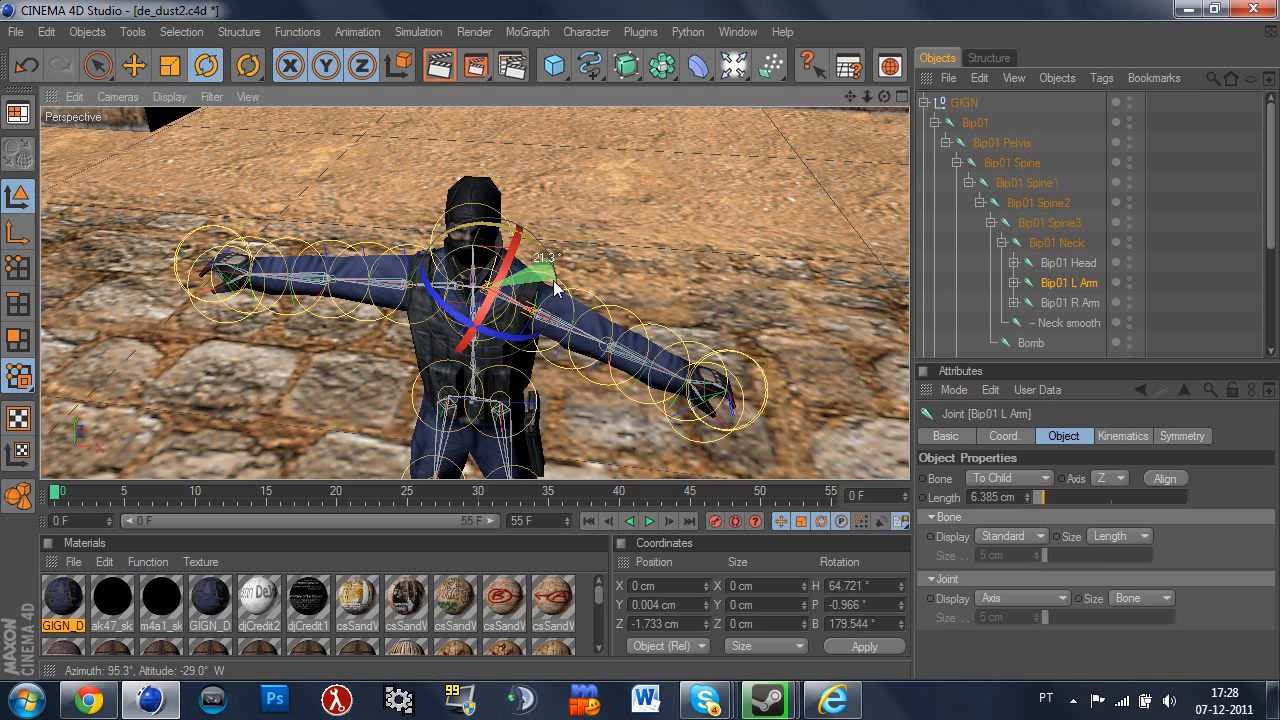 CINEMA 4D Studio - [de_dust2.c4d *]
File Edit Objects Tools Selection Structure Functions Animation Simulation Render MoGraph Character Plugins Python Window Help
Objects Structure
File Edit View Objects Tags Bookmarks
Edit Cameras Display Filter View
Perspective
GIGN
Bip01
Bip01 Pelvis
Bip01 Spine
Bip01 Spine1
Bip01 Spine2
Bip01 Spine3
Bip01 Neck
Bip01 Head
Bip01 L Arm
Bip01 R Arm
-- Neck smooth
Bomb
21.3 °
Attributes
Mode Edit User Data
Joint [Bip01 L Arm]
Basic Coord. Object Kinematics Symmetry
Object Properties
Bone To Child Axis Z Align
Length 6.385 cm
Bone
Display Standard Size Length
Size . . 5 cm
Joint
Display Axis Size Bone
Size . . 5 cm
0 5 10 15 20 25 30 35 40 45 50 55 0 F
0 F 0 F 55 F 55 F
Materials
File Edit Function Texture
GIGN_D ak47_sk m4a1_sk GIGN_D djCredit2 djCredit1 csSandV csSandV csSandV csSandV csSandV
Coordinates
Position Size Rotation
X 0 cm X 0 cm H 64.721 °
Y 0.004 cm Y 0 cm P -0.966 °
Z -1.733 cm Z 0 cm B 179.544 °
Object (Rel) Size Apply
MAXON
CINEMA 4D
Azimuth: 95.3°, Altitude: -29.0° W
Ps
99
W
4
PT
17:28
07-12-2011